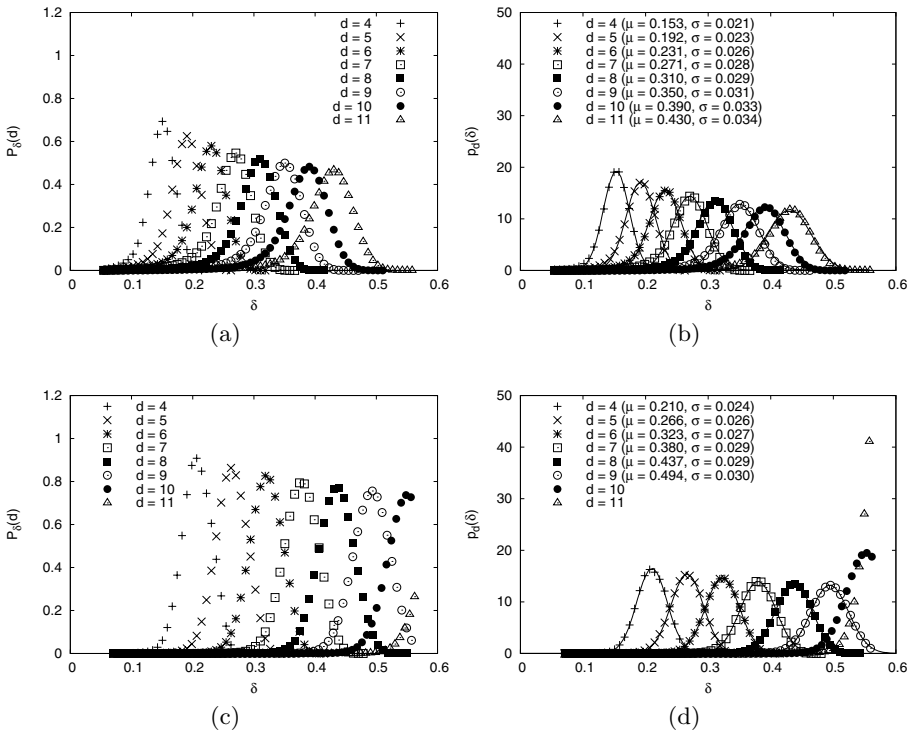 1.2
1
0.8
0.6
0.4
0.2
0
0
0.1
0.2
0.3
0.4
0.5
0.6
Pδ(d)
δ
d = 4
d = 5
d = 6
d = 7
d = 8
d = 9
d = 10
d = 11
(a)
50
40
30
20
10
0
0
0.1
0.2
0.3
0.4
0.5
0.6
pd(δ)
δ
d = 4 (μ = 0.153, σ = 0.021)
d = 5 (μ = 0.192, σ = 0.023)
d = 6 (μ = 0.231, σ = 0.026)
d = 7 (μ = 0.271, σ = 0.028)
d = 8 (μ = 0.310, σ = 0.029)
d = 9 (μ = 0.350, σ = 0.031)
d = 10 (μ = 0.390, σ = 0.033)
d = 11 (μ = 0.430, σ = 0.034)
(b)
1.2
1
0.8
0.6
0.4
0.2
0
0
0.1
0.2
0.3
0.4
0.5
0.6
Pδ(d)
δ
d = 4
d = 5
d = 6
d = 7
d = 8
d = 9
d = 10
d = 11
(c)
50
40
30
20
10
0
0
0.1
0.2
0.3
0.4
0.5
0.6
pd(δ)
δ
d = 4 (μ = 0.210, σ = 0.024)
d = 5 (μ = 0.266, σ = 0.026)
d = 6 (μ = 0.323, σ = 0.027)
d = 7 (μ = 0.380, σ = 0.029)
d = 8 (μ = 0.437, σ = 0.029)
d = 9 (μ = 0.494, σ = 0.030)
d = 10
d = 11
(d)